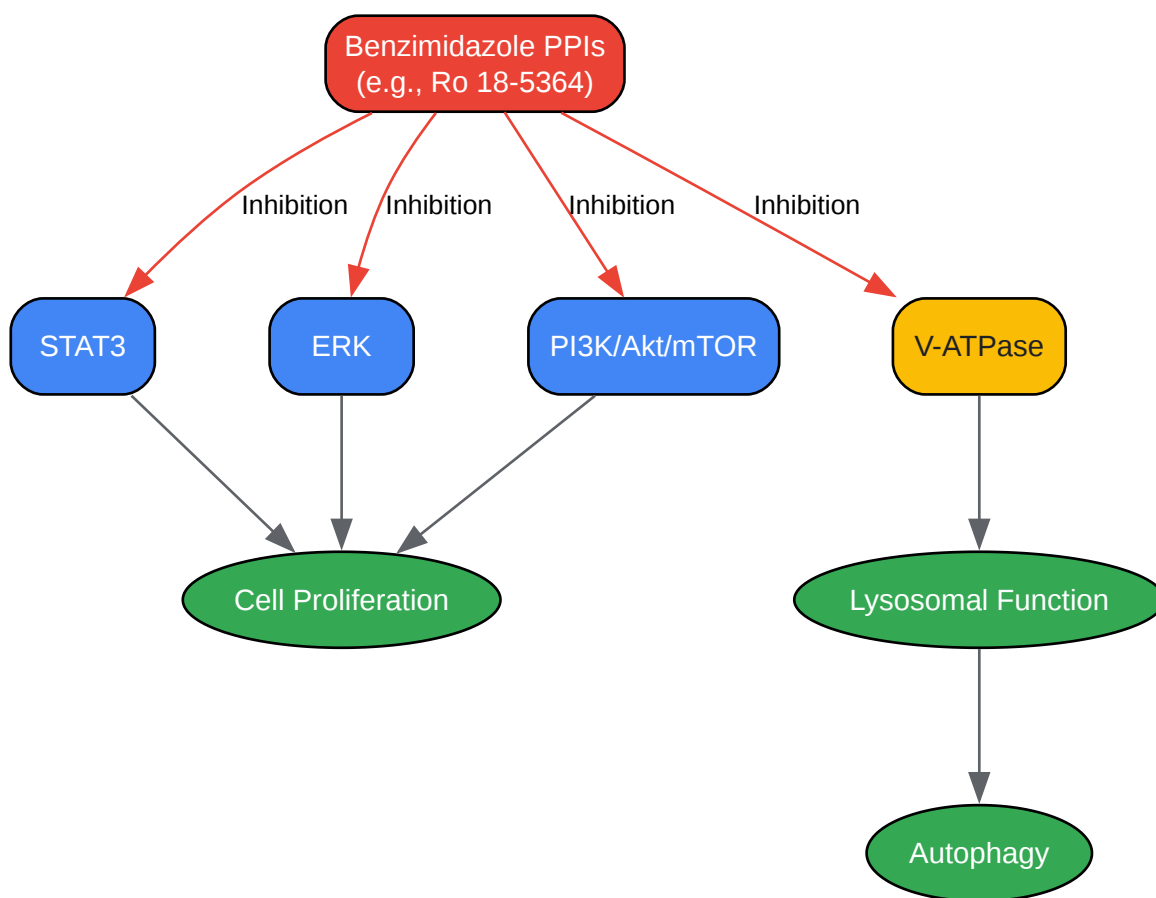 Benzimidazole PPIs
(e.g., Ro 18-5364)
Inhibition
Inhibition
Inhibition
Inhibition
STAT3
ERK
PI3K/Akt/mTOR
V-ATPase
Cell Proliferation
Lysosomal Function
Autophagy